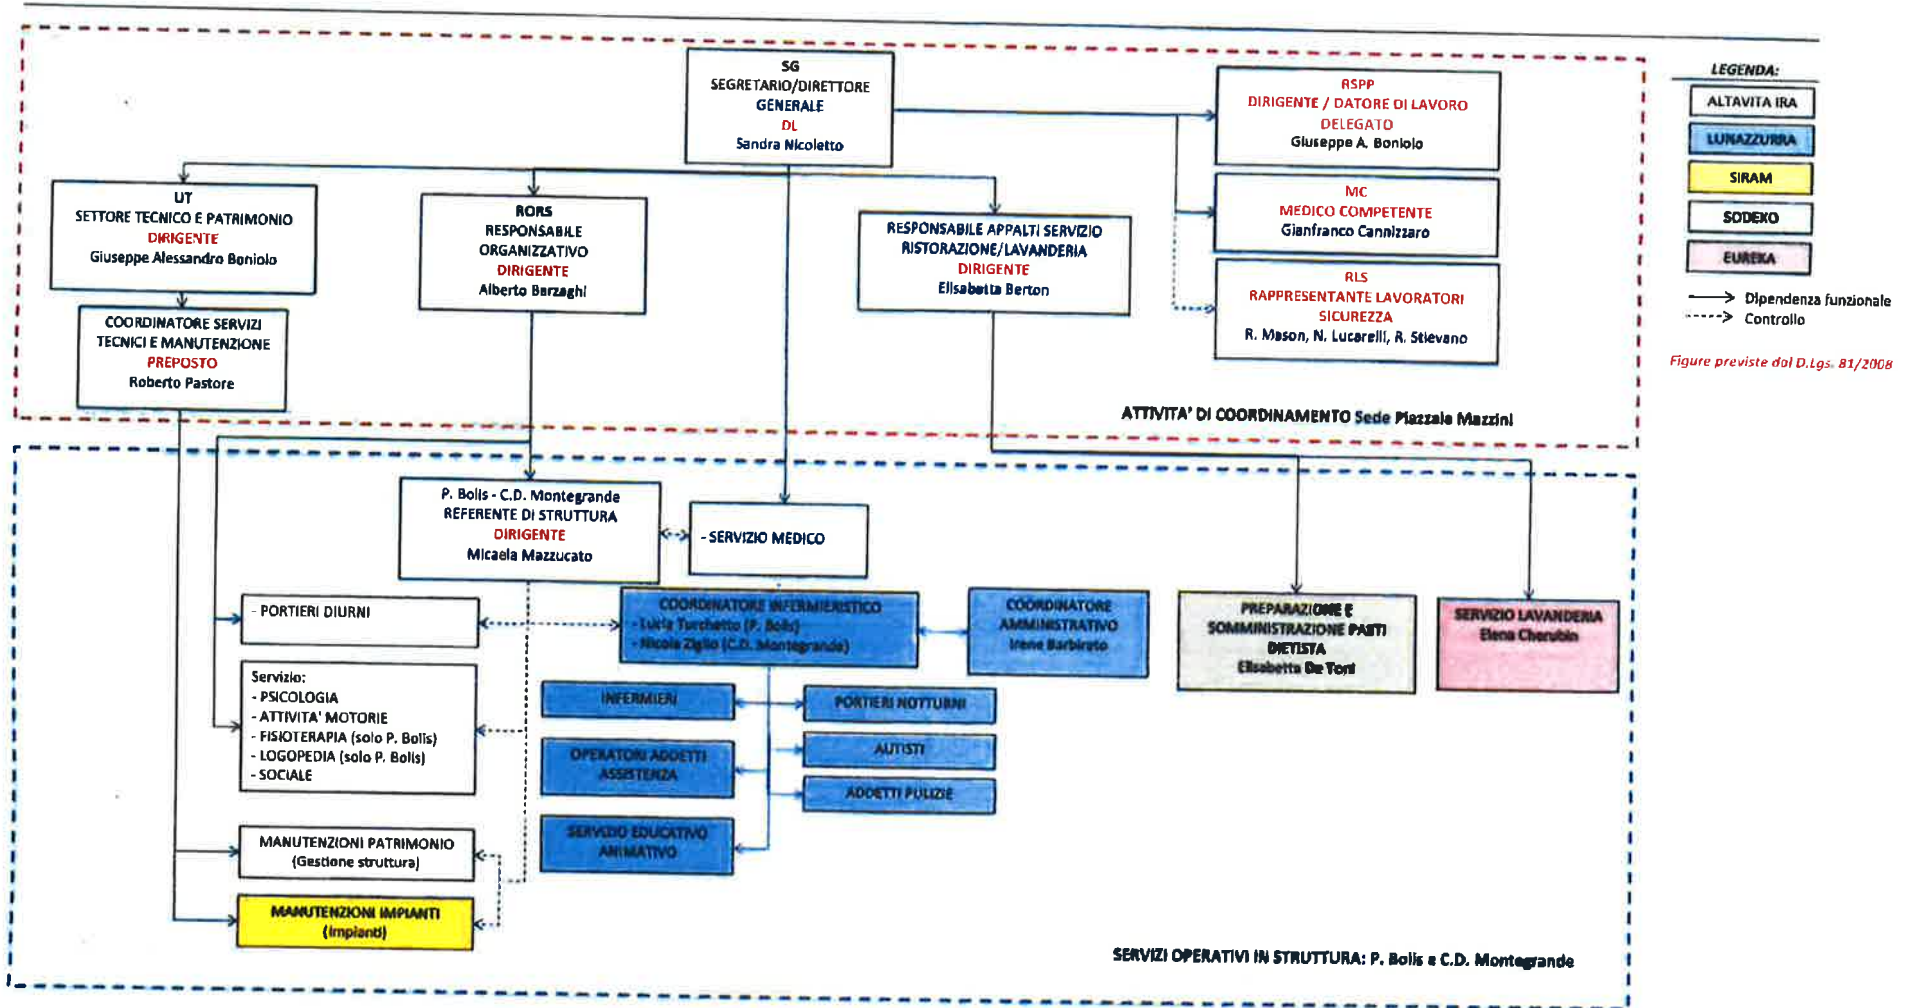 SG
SEGRETARIO/DIRETTORE
GENERALE
DL
Sandra Nicoletto
RSPP
DIRIGENTE / DATORE DI LAVORO
DELEGATO
Giuseppe A. Boniolo
MC
MEDICO COMPETENTE
Gianfranco Cannizzaro
RLS
RAPPRESENTANTE LAVORATORI
SICUREZZA
R. Mason, N. Lucarelli, R. Stievano
LEGENDA:
ALTAVITA IRA
LUNAZZURRA
SIRAM
SODEXO
EUREKA
Dipendenza funzionale
Controllo
Figure previste dal D.Lgs. 81/2008
UT
SETTORE TECNICO E PATRIMONIO
DIRIGENTE
Giuseppe Alessandro Boniolo
RORS
RESPONSABILE
ORGANIZZATIVO
DIRIGENTE
Alberto Barzaghi
RESPONSABILE APPALTI SERVIZIO
RISTORAZIONE/LAVANDERIA
DIRIGENTE
Elisabetta Berton
COORDINATORE SERVIZI
TECNICI E MANUTENZIONE
PREPOSTO
Roberto Pastore
ATTIVITA' DI COORDINAMENTO Sede Piazzale Mazzini
P. Bolis - C.D. Montegrande
REFERENTE DI STRUTTURA
DIRIGENTE
Micaela Mazzucato
- SERVIZIO MEDICO
- PORTIERI DIURNI
COORDINATORE INFERMIERISTICO
- Lucia Turchetto (P. Bolis)
- Nicola Ziglio (C.D. Montegrande)
COORDINATORE
AMMINISTRATIVO
Irene Barbirato
PREPARAZIONE E
SOMMINISTRAZIONE PASTI
DIETISTA
Elisabetta De Toni
SERVIZIO LAVANDERIA
Elena Cherubin
Servizio:
- PSICOLOGIA
- ATTIVITA' MOTORIE
- FISIOTERAPIA (solo P. Bolis)
- LOGOPEDIA (solo P. Bolis)
- SOCIALE
INFERMIERI
PORTIERI NOTTURNI
OPERATORI ADDETTI
ASSISTENZA
AUTISTI
ADDETTI PULIZIE
SERVIZIO EDUCATIVO
ANIMATIVO
MANUTENZIONI PATRIMONIO
(Gestione struttura)
MANUTENZIONI IMPIANTI
(Impianti)
SERVIZI OPERATIVI IN STRUTTURA: P. Bolis e C.D. Montegrande